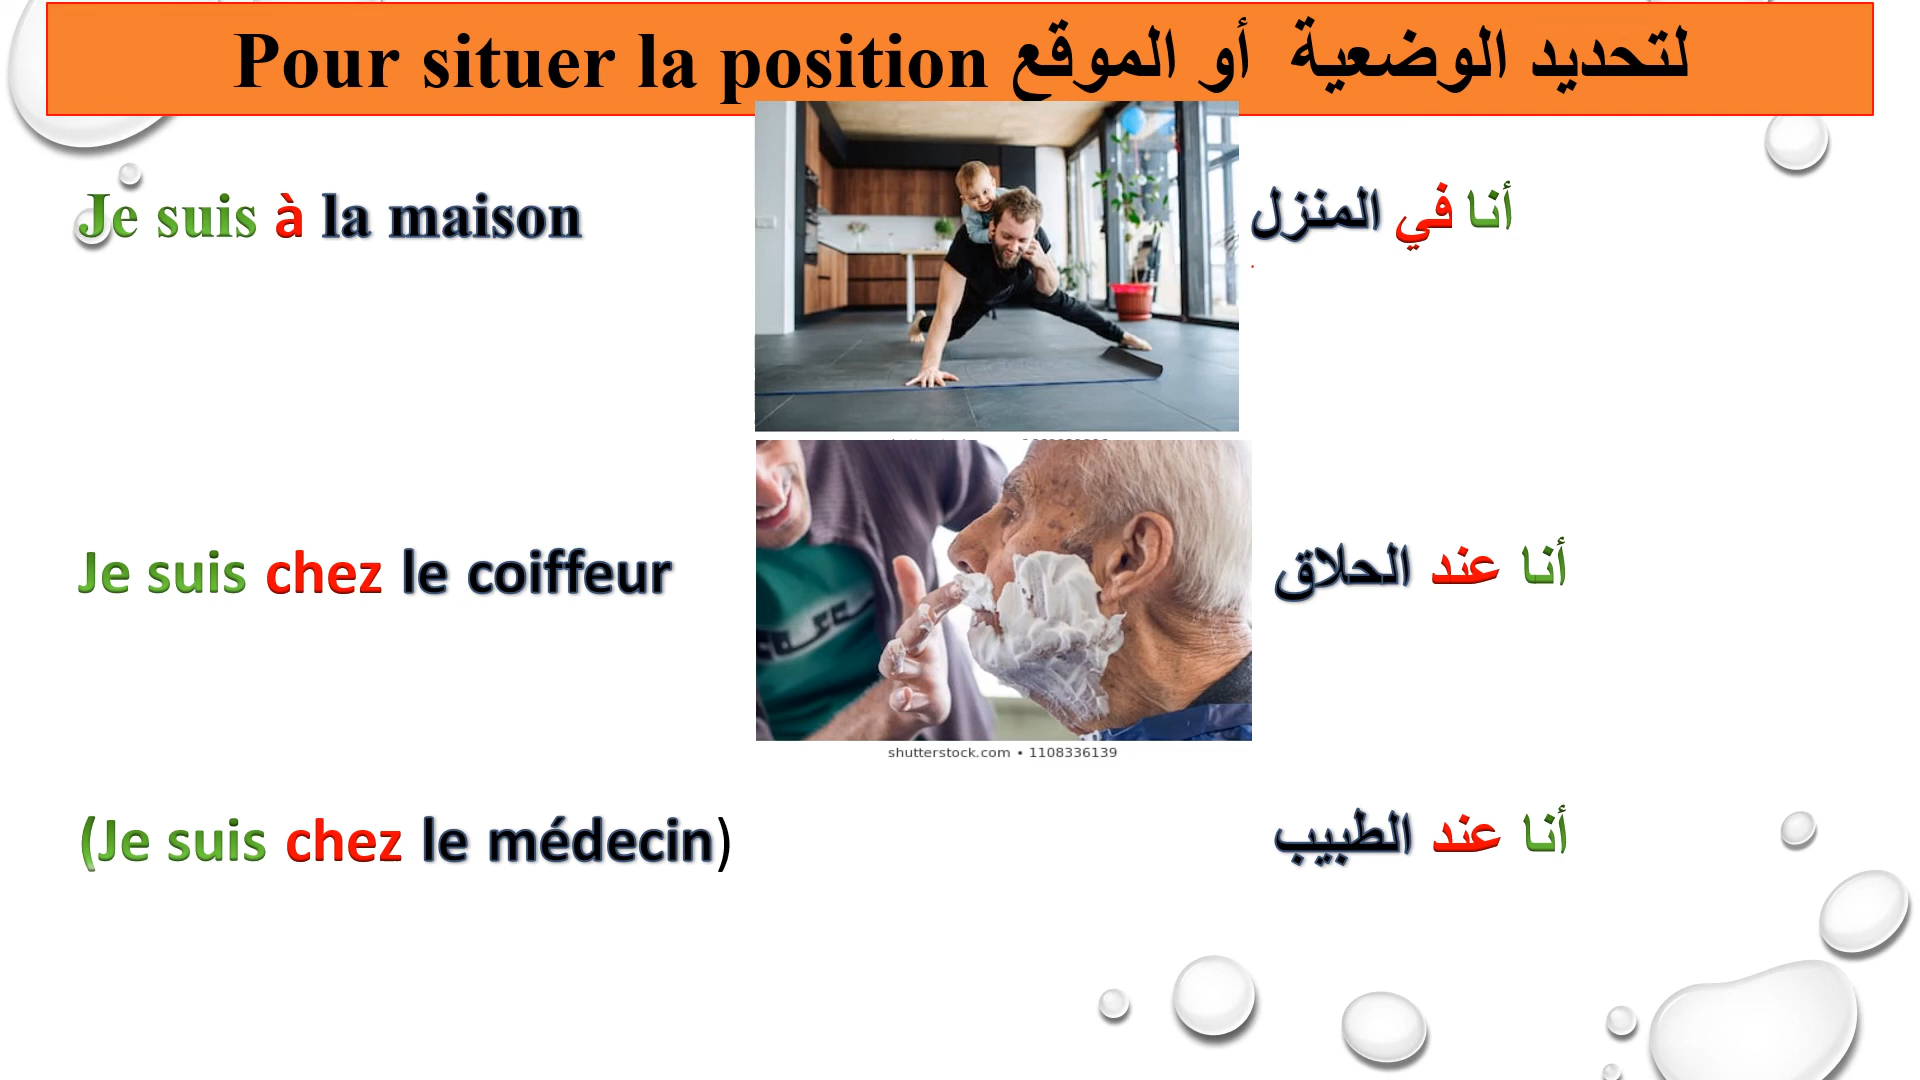 Pour situer la position لتحديد الوضعية أو الموقع
Je suis à la maison
أنا في المنزل
Je suis chez le coiffeur
أنا عند الحلاق
shutterstock.com • 1108336139
(Je suis chez le médecin)
أنا عند الطبيب